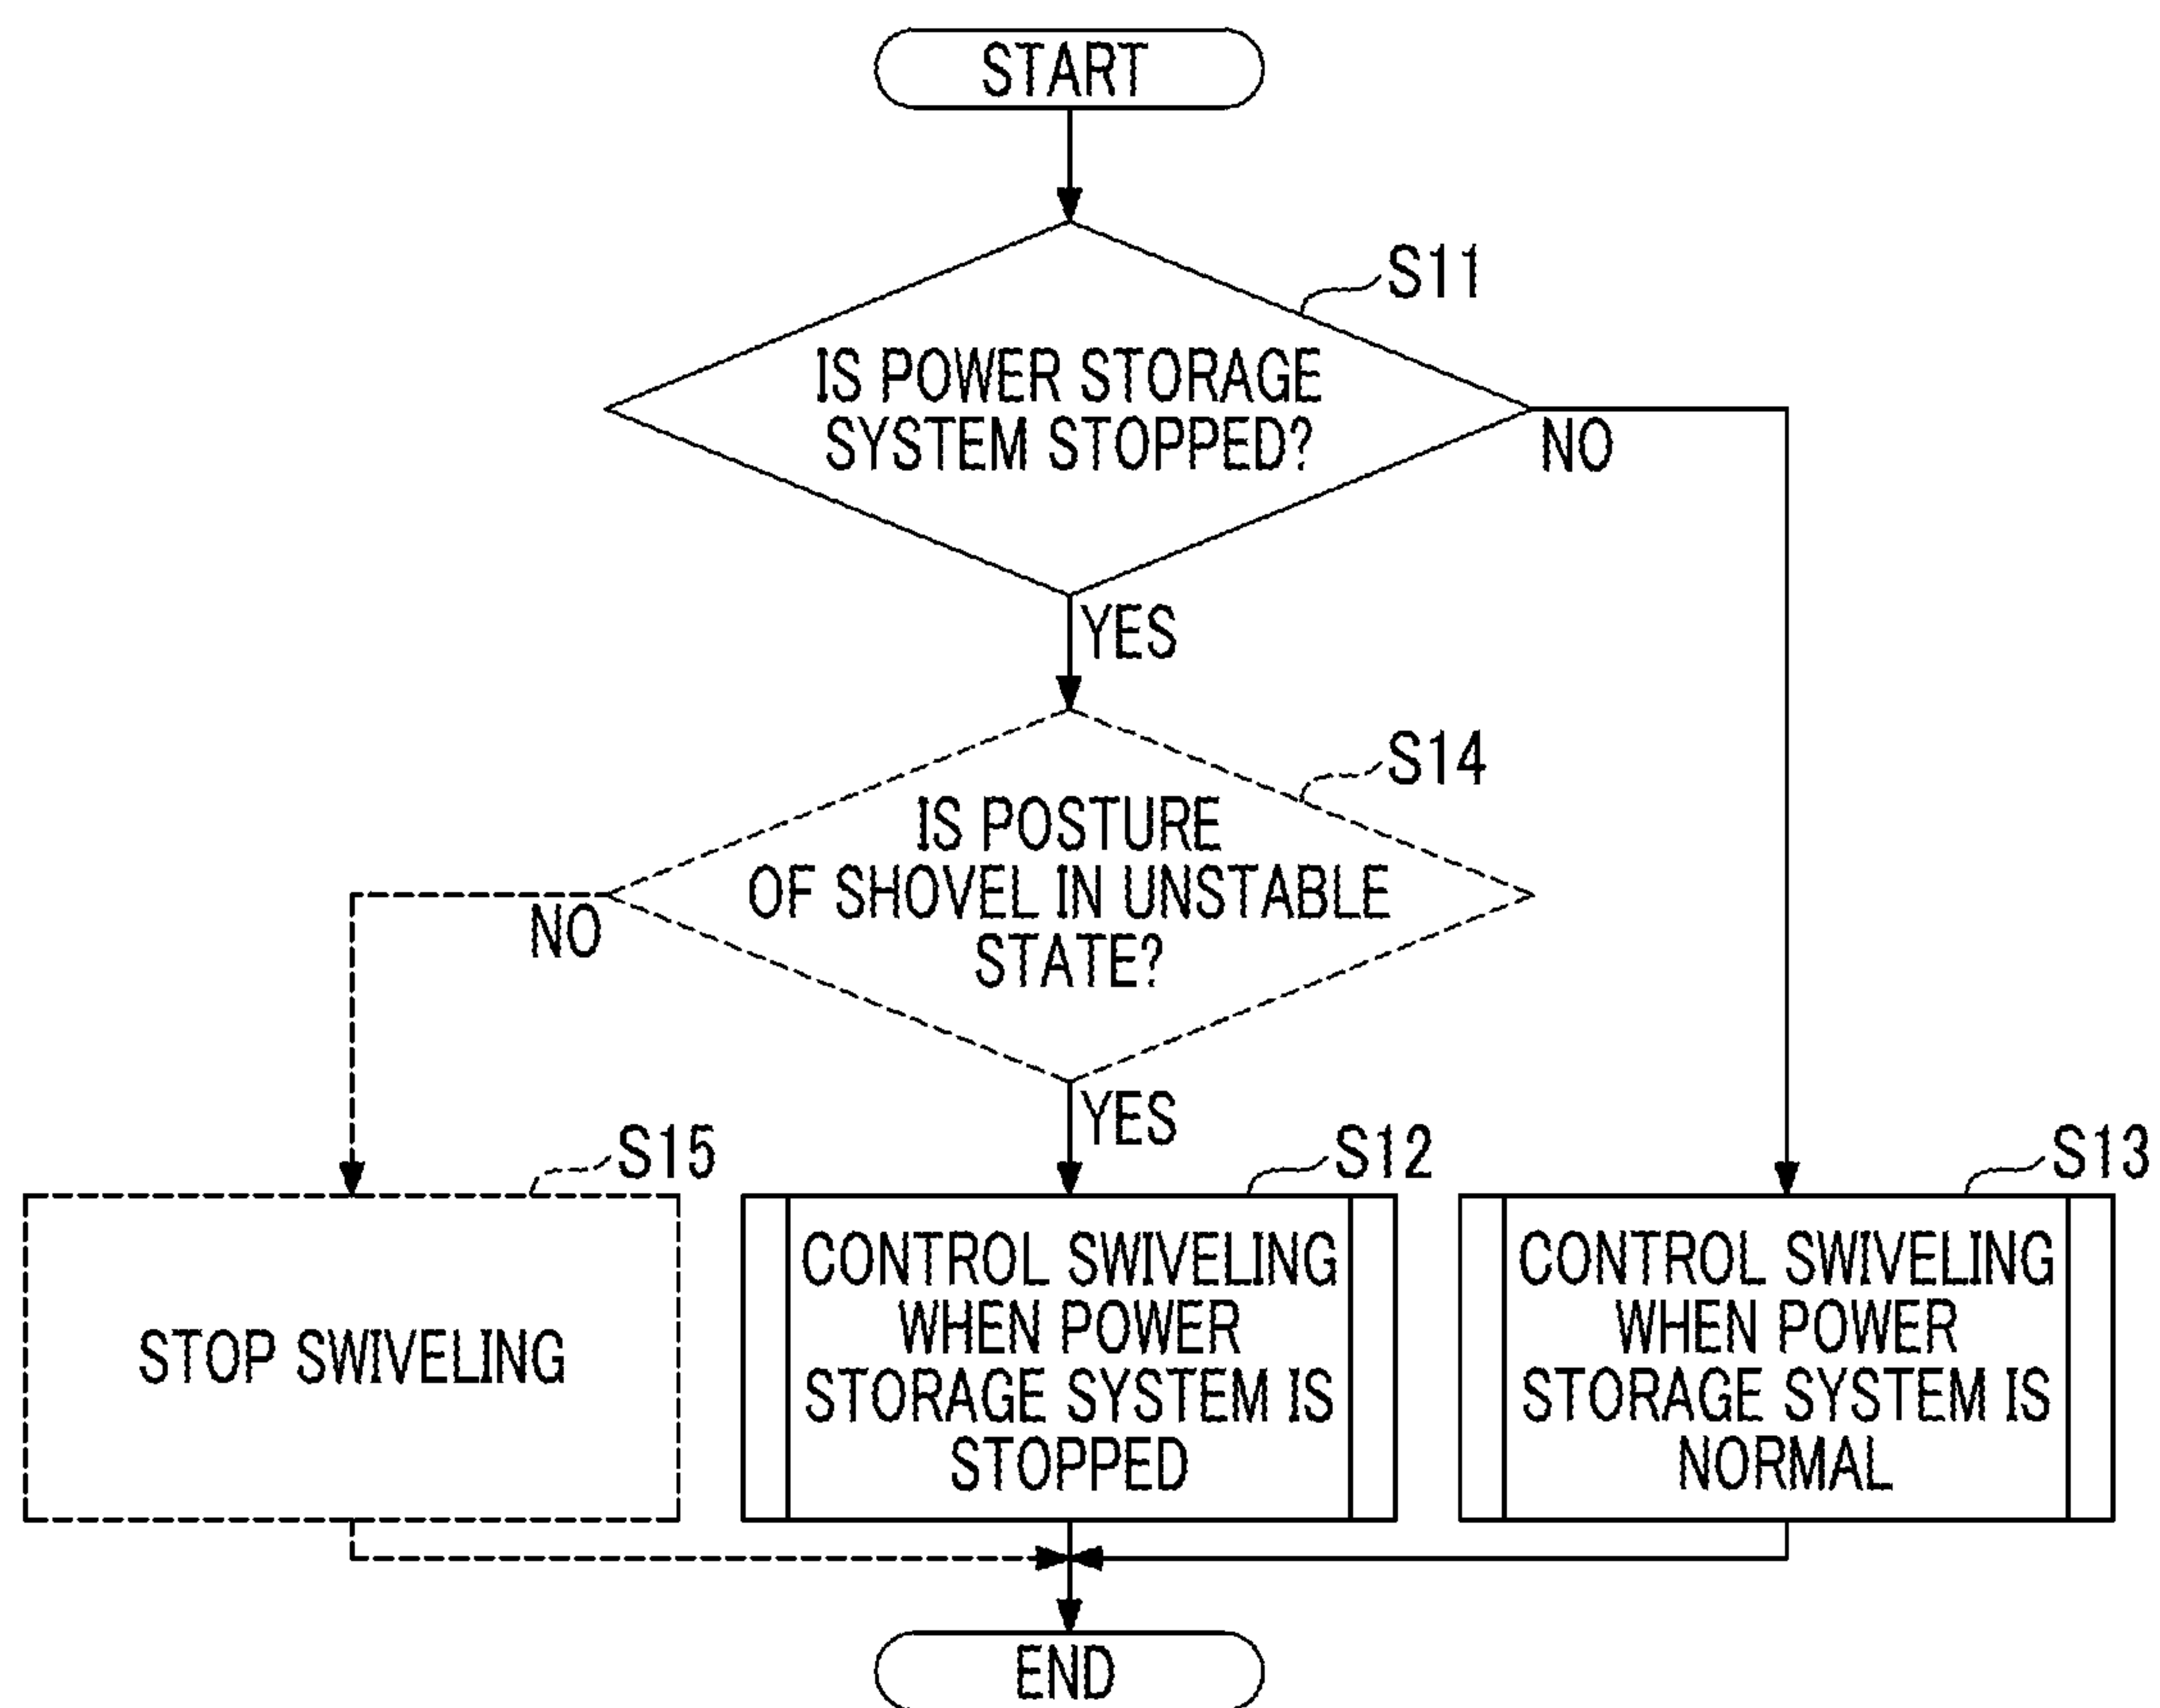 START
S11
IS POWER STORAGE
SYSTEM STOPPED?
NO
YES
S14
IS POSTURE
OF SHOVEL IN UNSTABLE
STATE?
NO
YES
S15
STOP SWIVELING
S12
CONTROL SWIVELING
WHEN POWER
STORAGE SYSTEM IS
STOPPED
S13
CONTROL SWIVELING
WHEN POWER
STORAGE SYSTEM IS
NORMAL
END